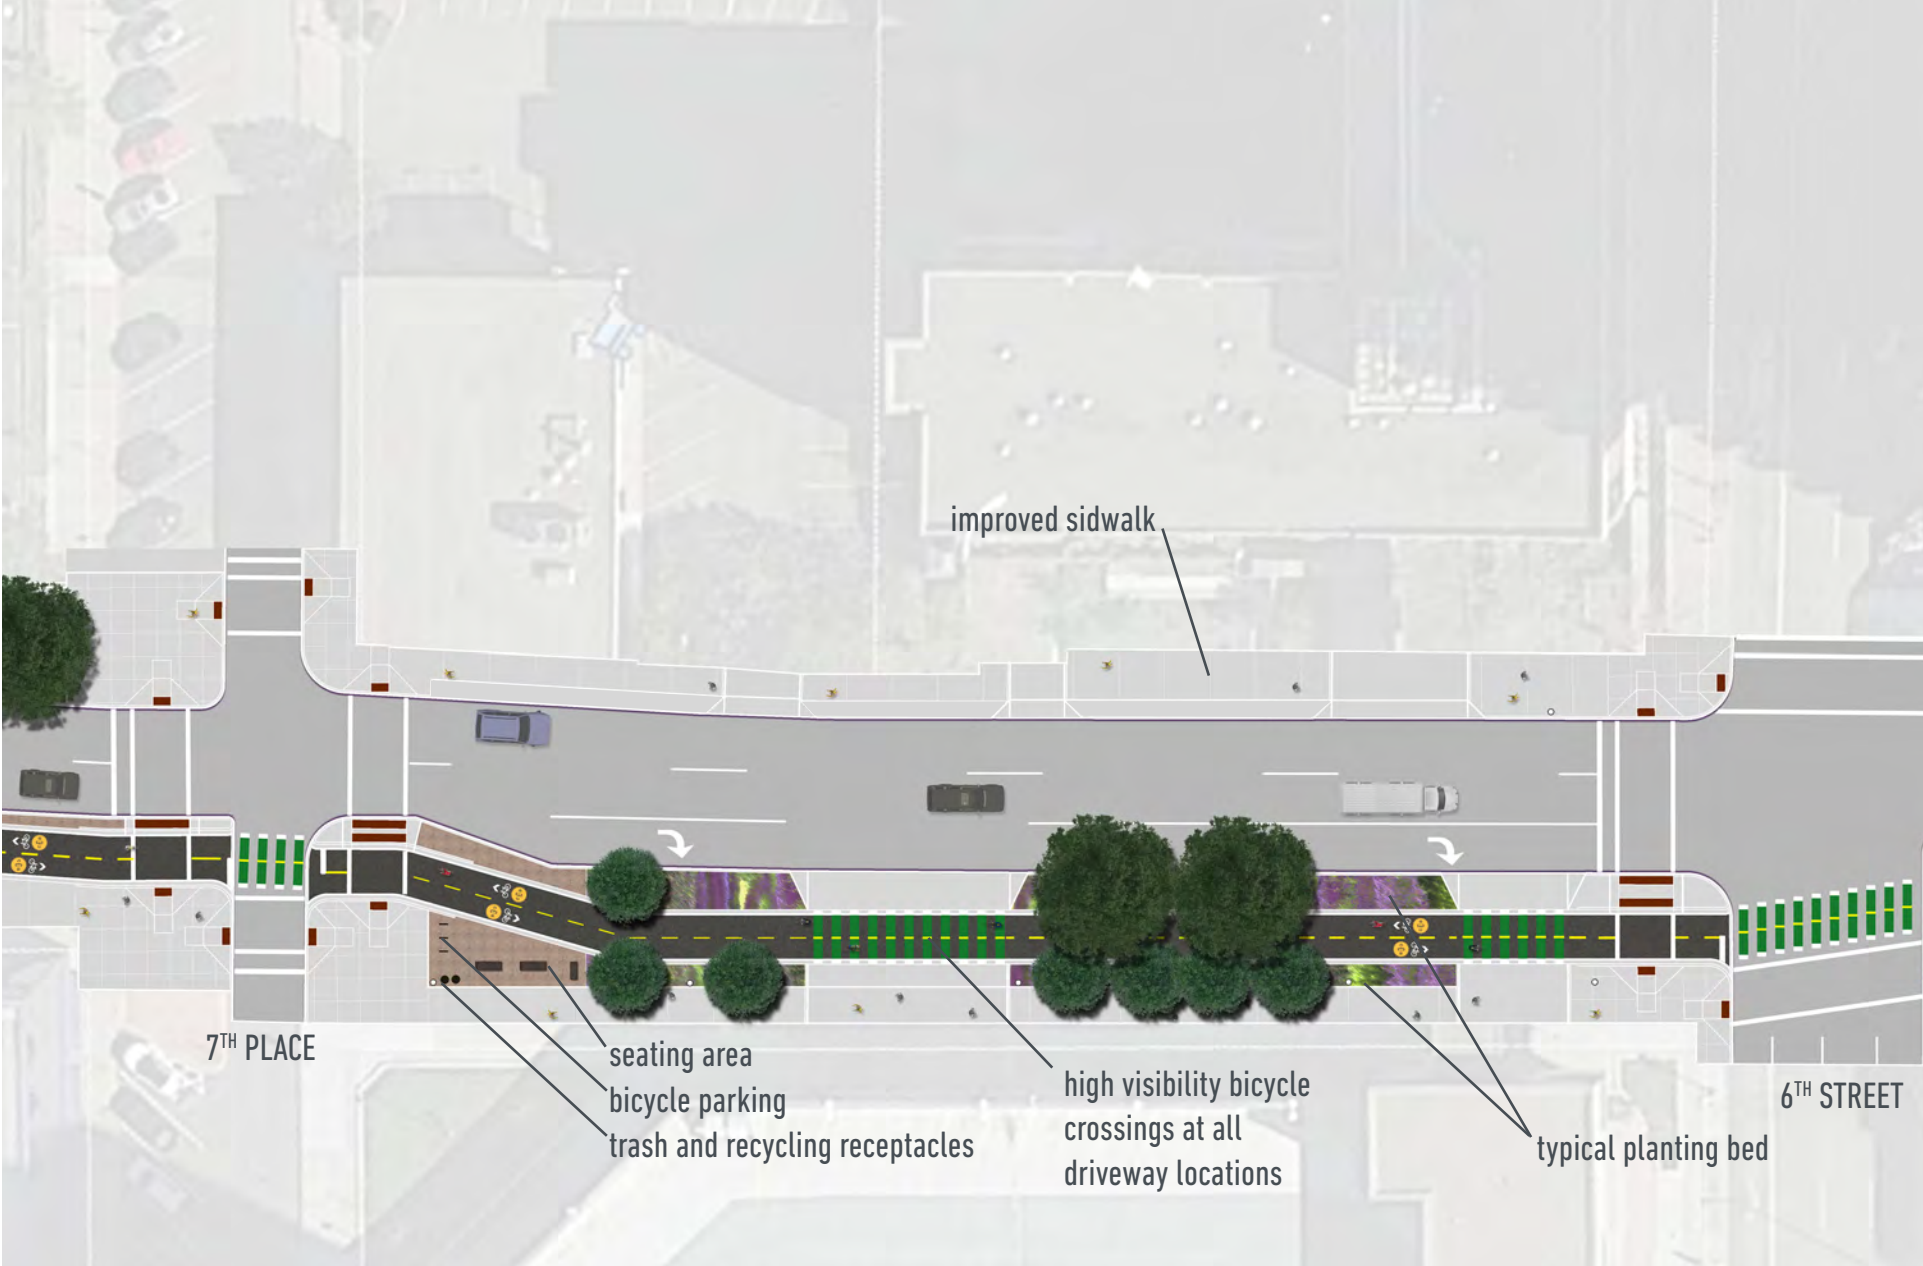 improved sidwalk
7TH PLACE
seating area
bicycle parking
trash and recycling receptacles
high visibility bicycle
crossings at all
driveway locations
6TH STREET
typical planting bed